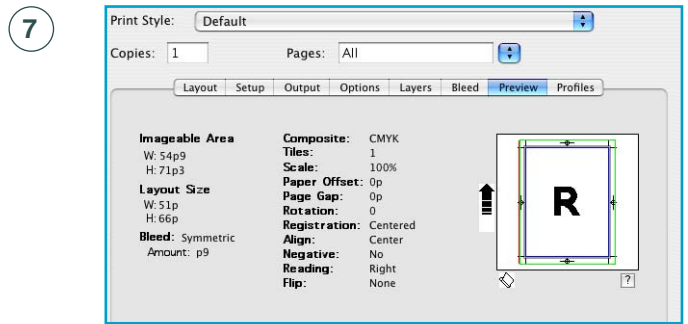 7
Print Style: Default
Copies: 1 Pages: All
Layout Setup Output Options Layers Bleed Preview Profiles
Imageable Area
W: 54p9
H: 71p3
Layout Size
W: 51p
H: 66p
Bleed: Symmetric
Amount: p9
Composite: CMYK
Tiles: 1
Scale: 100%
Paper Offset: 0p
Page Gap: 0p
Rotation: 0
Registration: Centered
Align: Center
Negative: No
Reading: Right
Flip: None
R
?